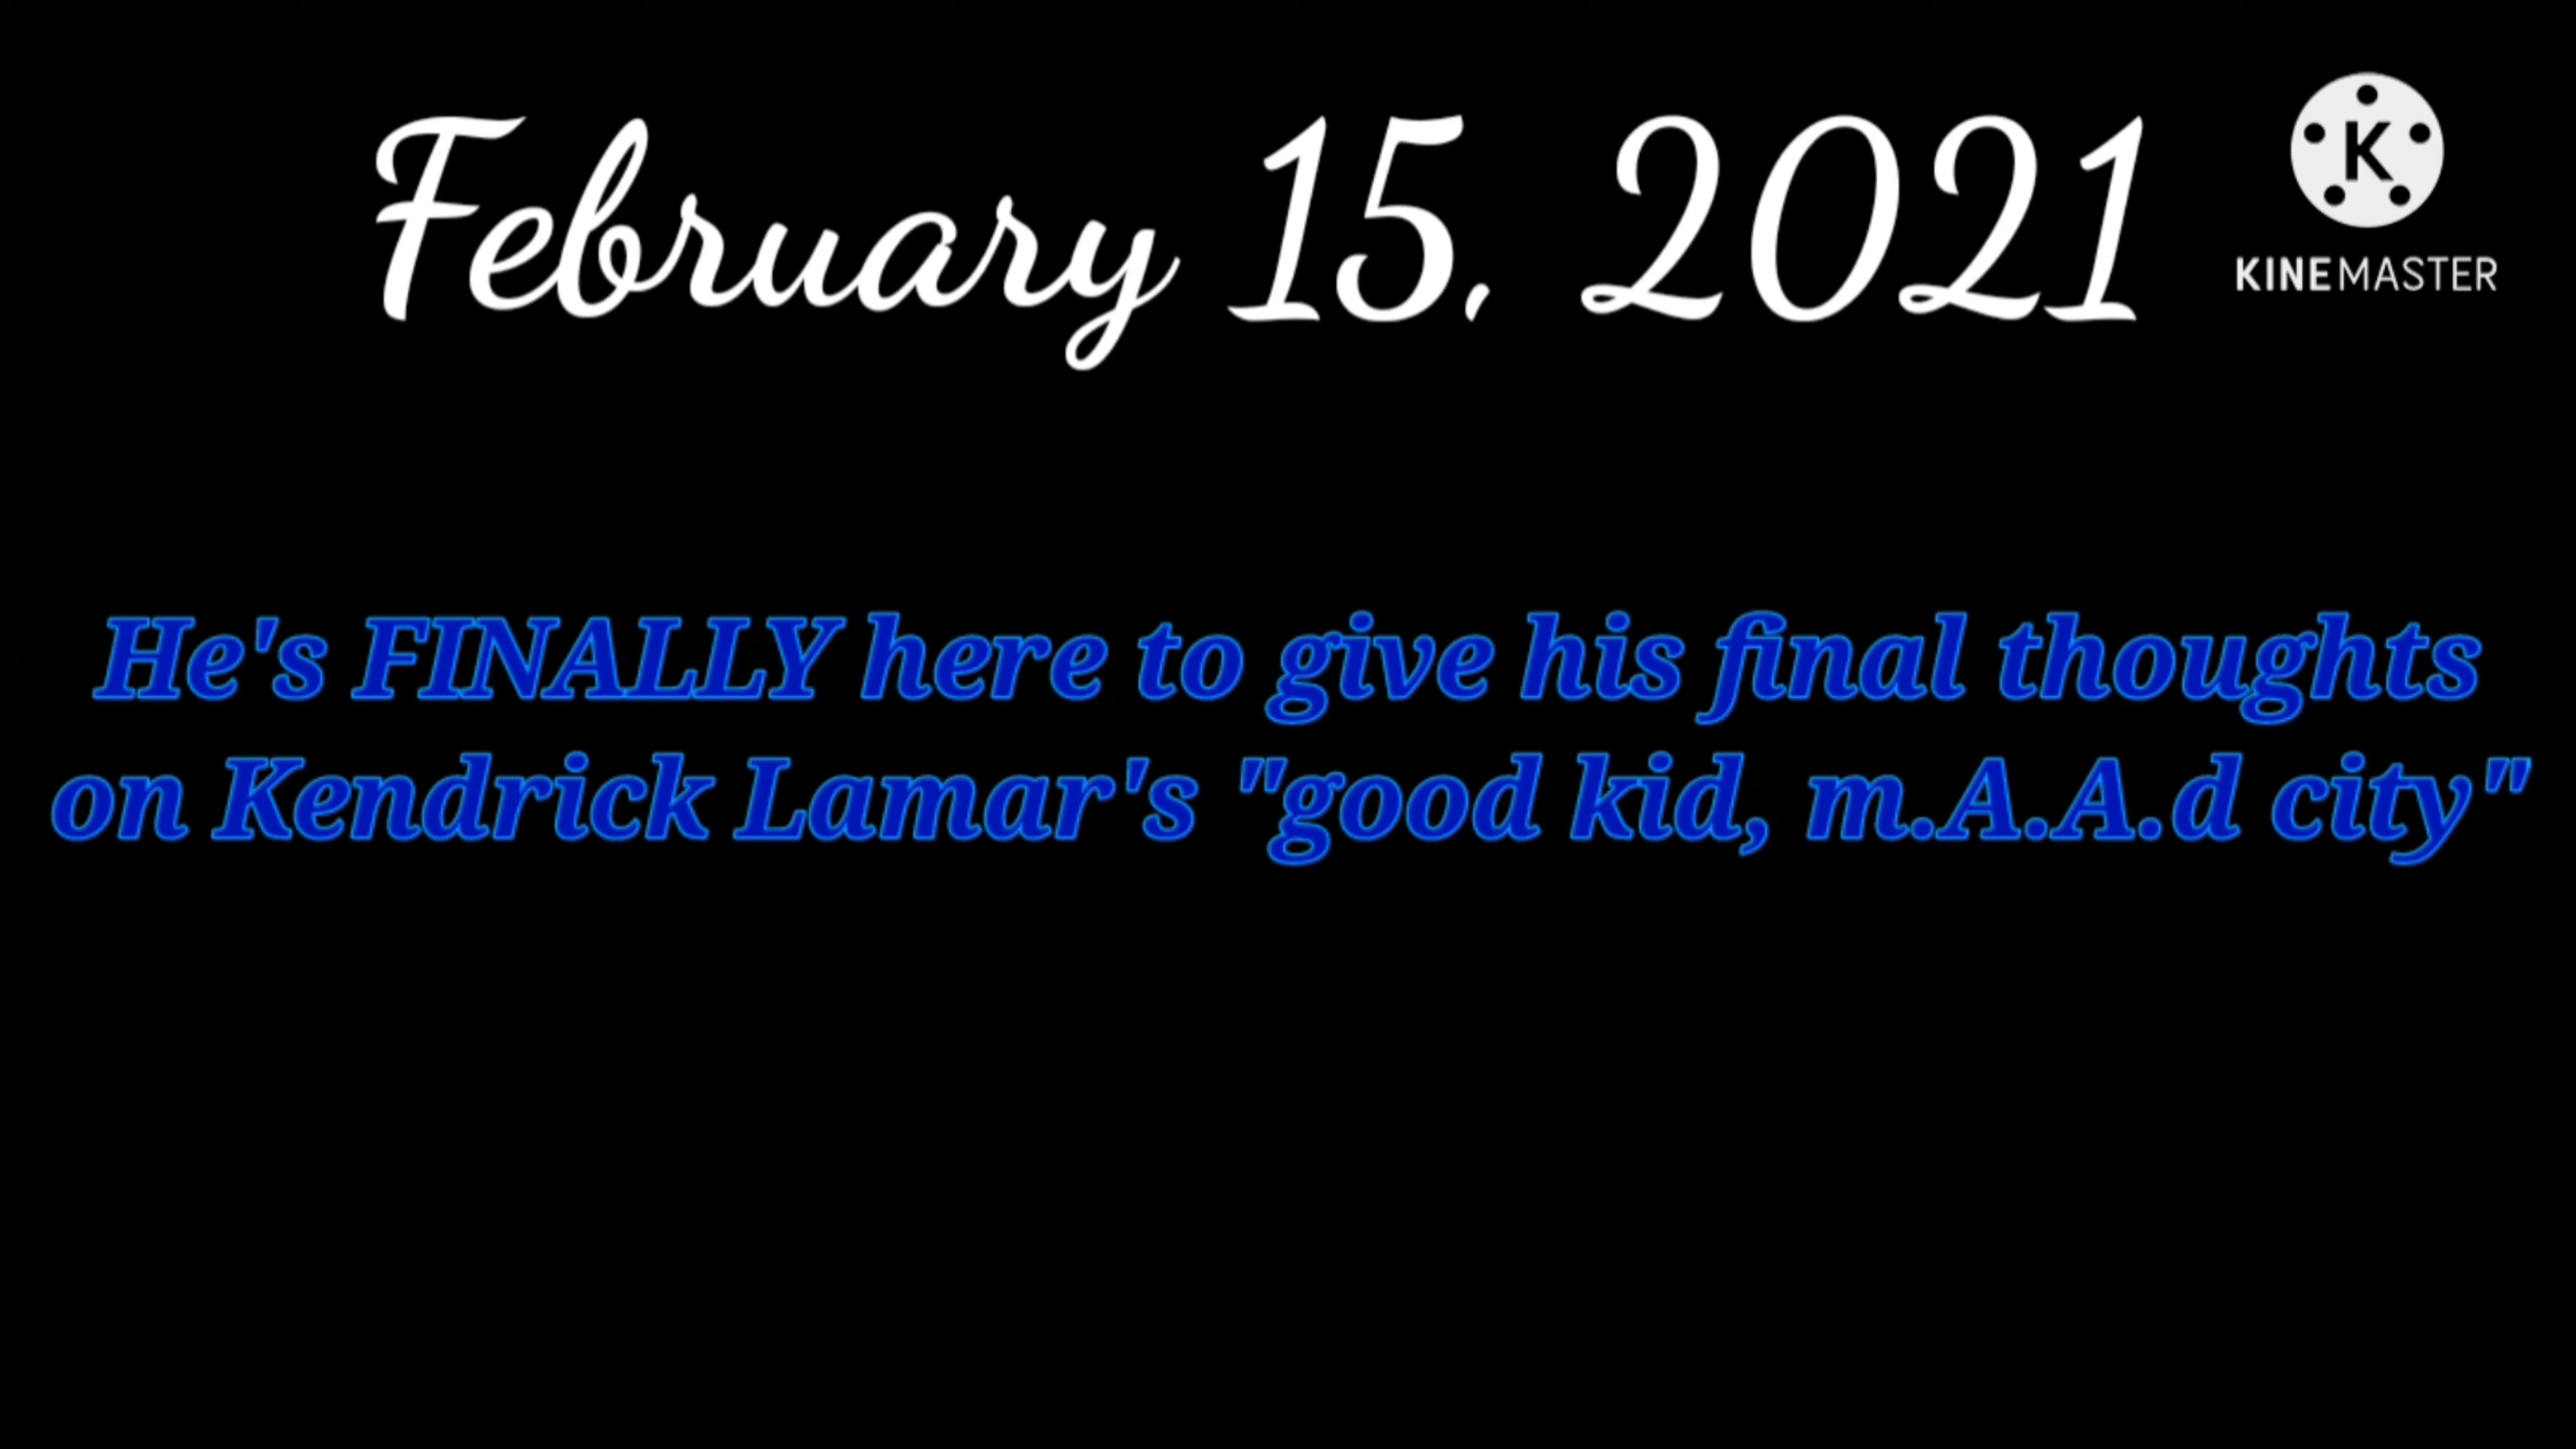 February 15, 2021
K
KINEMASTER
He's FINALLY here to give his final thoughts
on Kendrick Lamar's "good kid, m.A.A.d city"